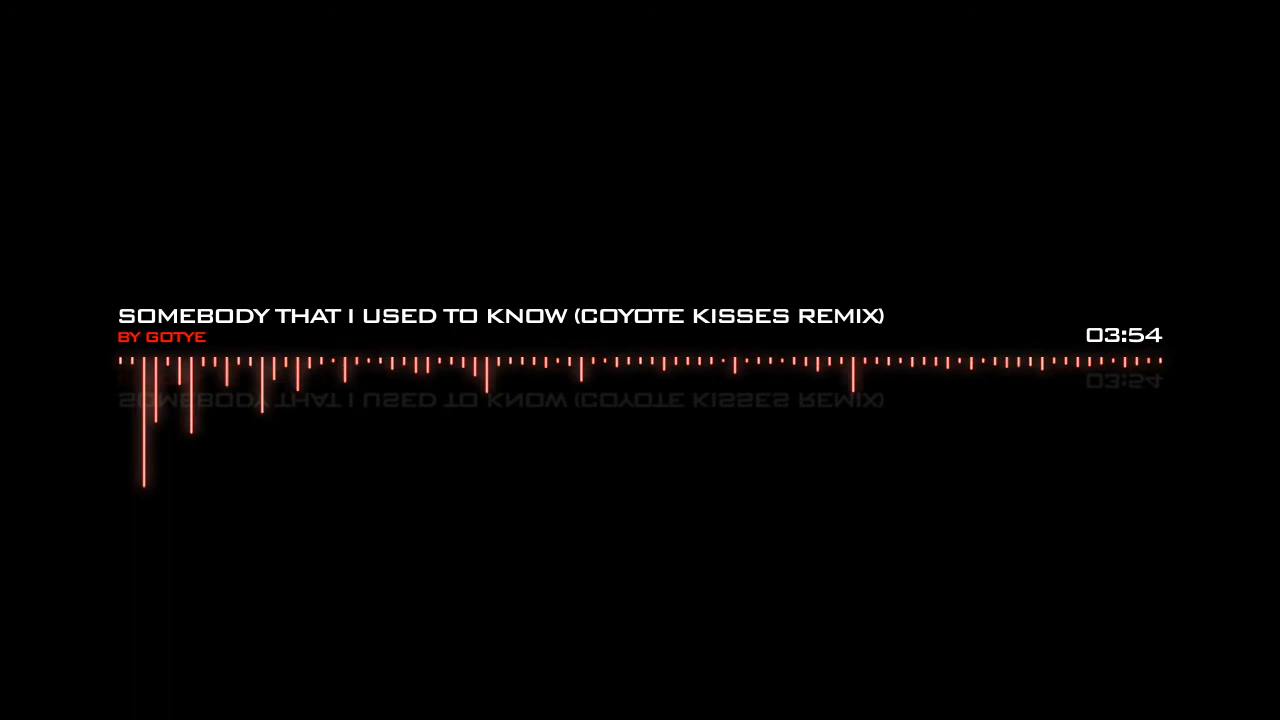 SOMEBODY THAT I USED TO KNOW (COYOTE KISSES REMIX)
BY GOTYE
03:54